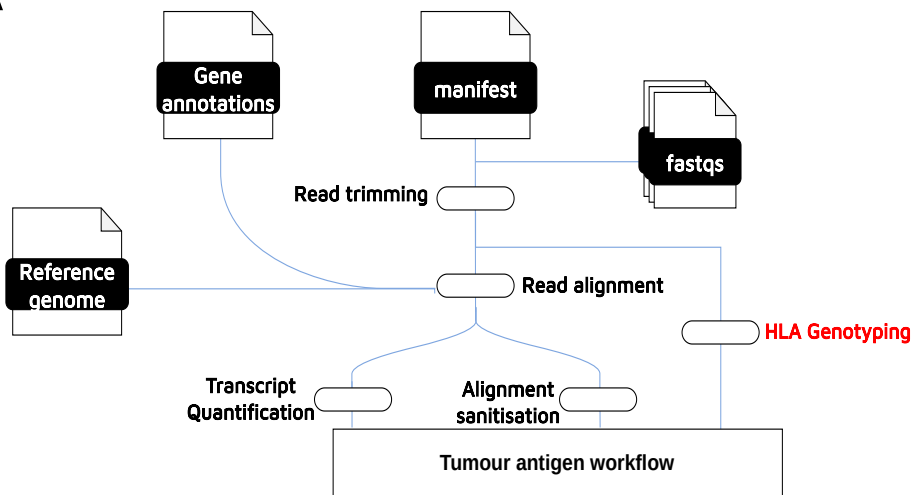 Gene
annotations
manifest
fastqs
Read trimming
Reference
genome
Read alignment
HLA Genotyping
Transcript
Quantification
Alignment
sanitisation
Tumour antigen workflow